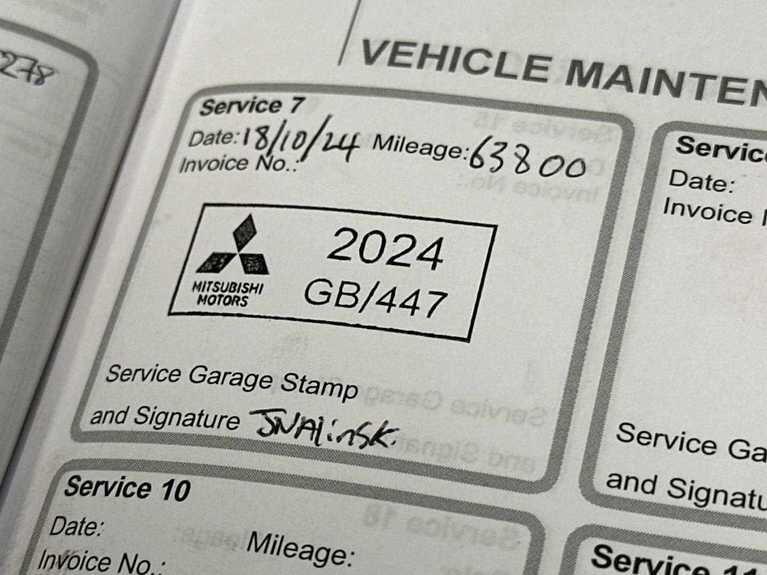 278
VEHICLE MAINTEN
Service 7
Date: 18/10/24 Mileage: 63800
Invoice No.:
MITSUBISHI
MOTORS
2024
GB/447
Service Garage Stamp
and Signature
Servic
Date:
Invoice N
Service Ga
and Signatu
Service 10
Date:
Mileage:
Invoice No.:
Service 11